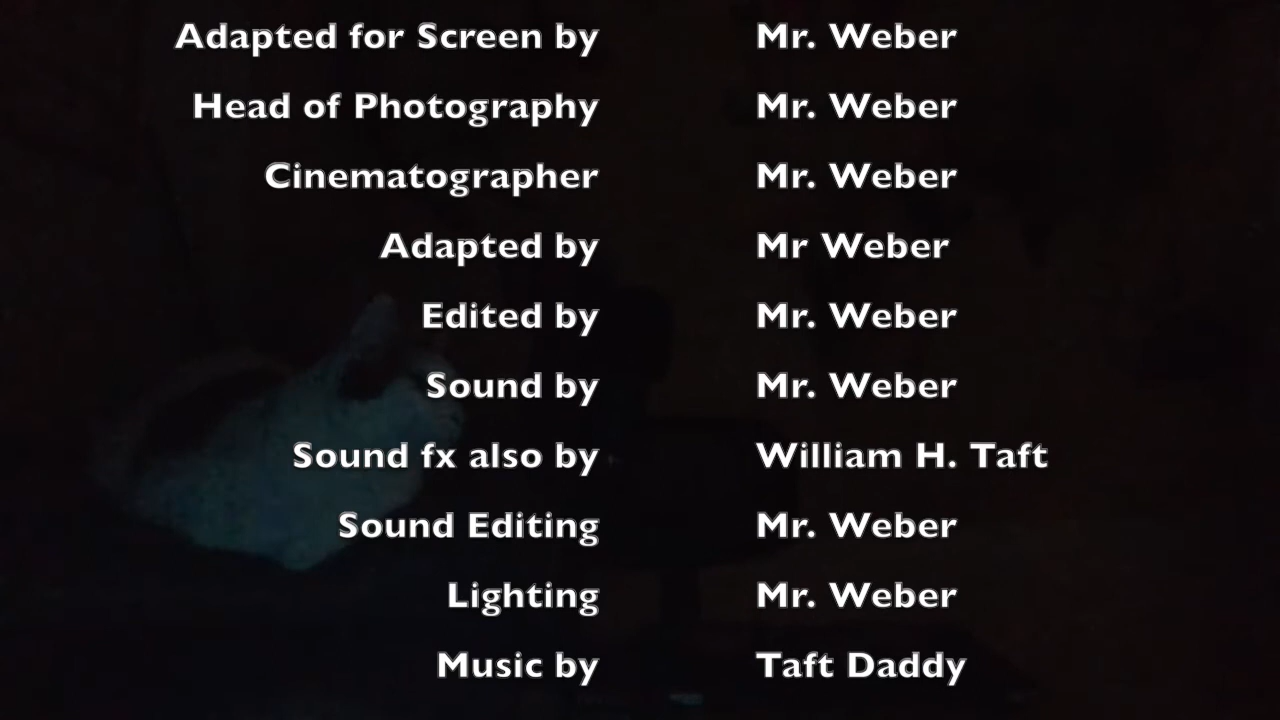 Adapted for Screen by Mr. Weber
Head of Photography Mr. Weber
Cinematographer Mr. Weber
Adapted by Mr Weber
Edited by Mr. Weber
Sound by Mr. Weber
Sound fx also by William H. Taft
Sound Editing Mr. Weber
Lighting Mr. Weber
Music by Taft Daddy